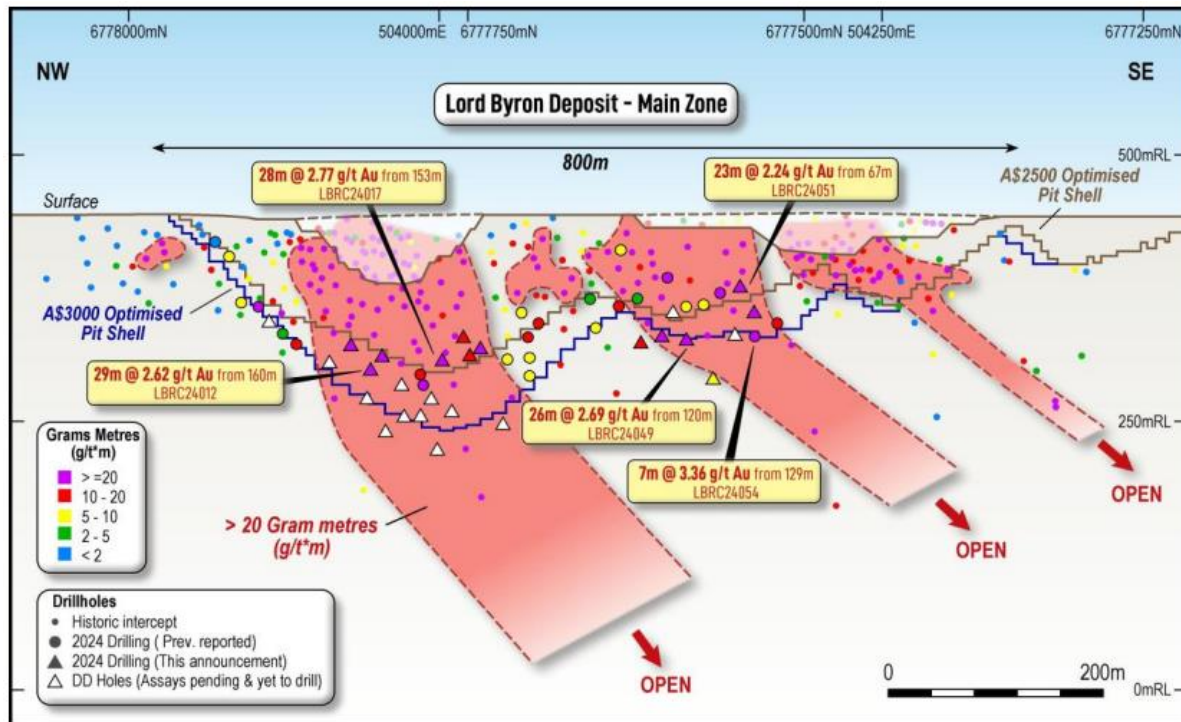 6778000mN
504000mE
6777750mN
6777500mN
504250mE
6777250mN
NW
SE
Lord Byron Deposit - Main Zone
800m
500mRL
28m @ 2.77 g/t Au from 153m
LBRC24017
23m @ 2.24 g/t Au from 67m
LBRC24051
A$2500 Optimised
Pit Shell
Surface
A$3000 Optimised
Pit Shell
29m @ 2.62 g/t Au from 160m
LBRC24012
26m @ 2.69 g/t Au from 120m
LBRC24049
250mRL
7m @ 3.36 g/t Au from 129m
LBRC24054
Grams Metres
(g/t*m)
> =20
10 - 20
5 - 10
2 - 5
< 2
> 20 Gram metres
(g/t*m)
OPEN
OPEN
OPEN
Drillholes
Historic intercept
2024 Drilling ( Prev. reported)
2024 Drilling (This announcement)
DD Holes (Assays pending & yet to drill)
0
200m
0mRL